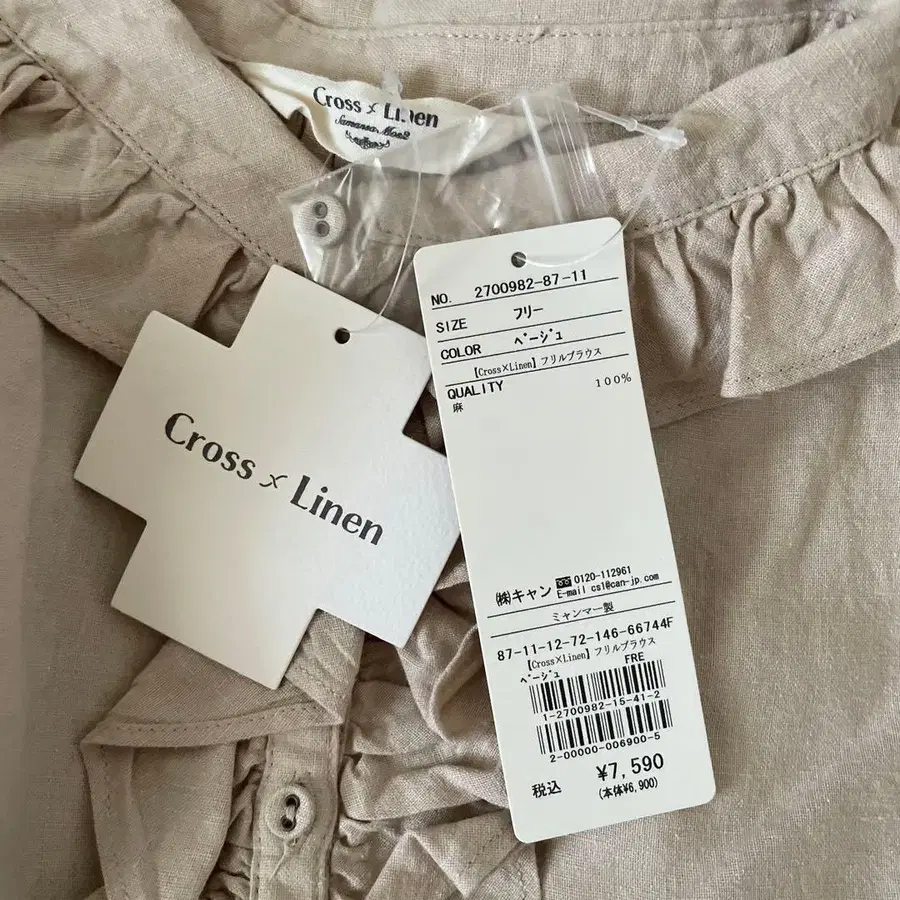 Cross × Linen
Samansa Mos2
Cross × Linen
NO. 2700982-87-11
SIZE フリー
COLOR ベージュ
【Cross×Linen】フリルブラウス
QUALITY
麻 100%
㈱キャン 0120-112961
E-mail cs1@can-jp.com
ミャンマー製
87-11-12-72-146-66744F
【Cross×Linen】フリルブラウス
ベージュ FRE
1-2700982-15-41-2
2-00000-006900-5
税込 ¥7,590
(本体¥6,900)